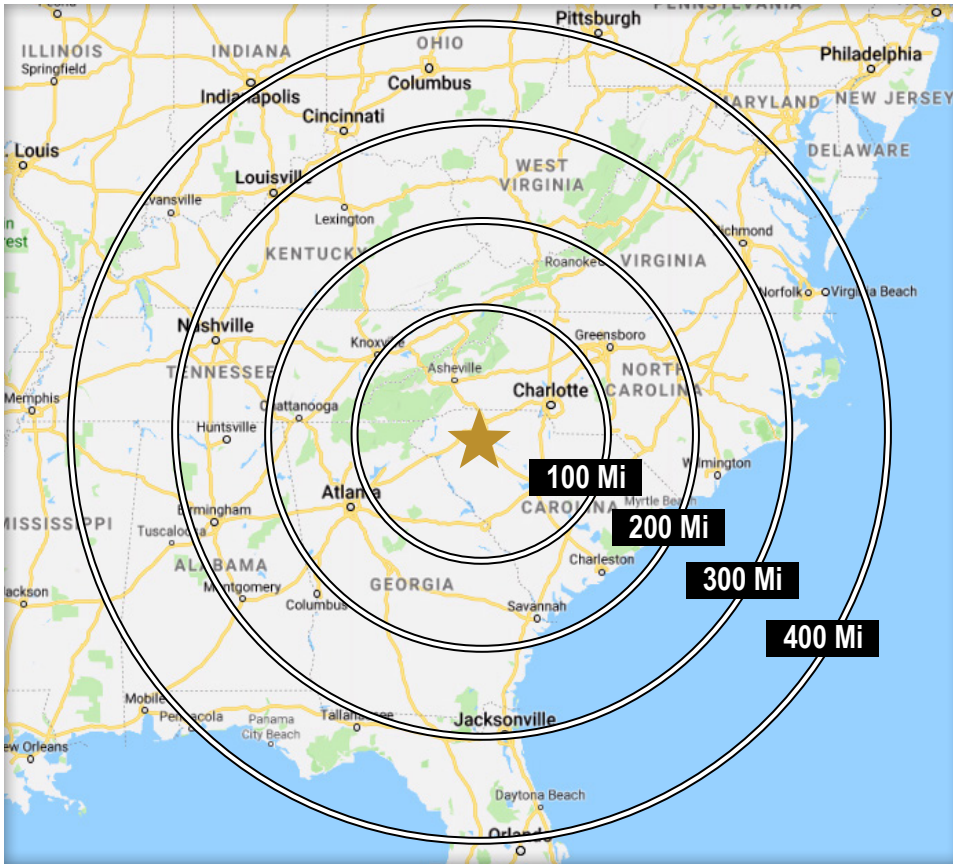 PENNSYLVANIA
Pittsburgh
OHIO
INDIANA
ILLINOIS
Springfield
Columbus
Philadelphia
Indianapolis
MARYLAND
NEW JERSEY
Cincinnati
. Louis
DELAWARE
WEST
VIRGINIA
Louisville
Evansville
Lexington
Richmond
est
KENTUCKY
Roanoke
VIRGINIA
Norfolk
Virginia Beach
Nashville
Greensboro
Knoxville
Asheville
TENNESSEE
NORTH
CAROLINA
Charlotte
Memphis
Chattanooga
Huntsville
Wilmington
100 Mi
Atlanta
Myrtle Beach
CAROLINA
Birmingham
MISSISSIPPI
200 Mi
Tuscaloosa
Charleston
ALABAMA
GEORGIA
300 Mi
Montgomery
Jackson
Columbus
Savannah
400 Mi
Mobile
Pensacola
Panama
City Beach
Tallahassee
Jacksonville
ew Orleans
Daytona Beach
Orlando